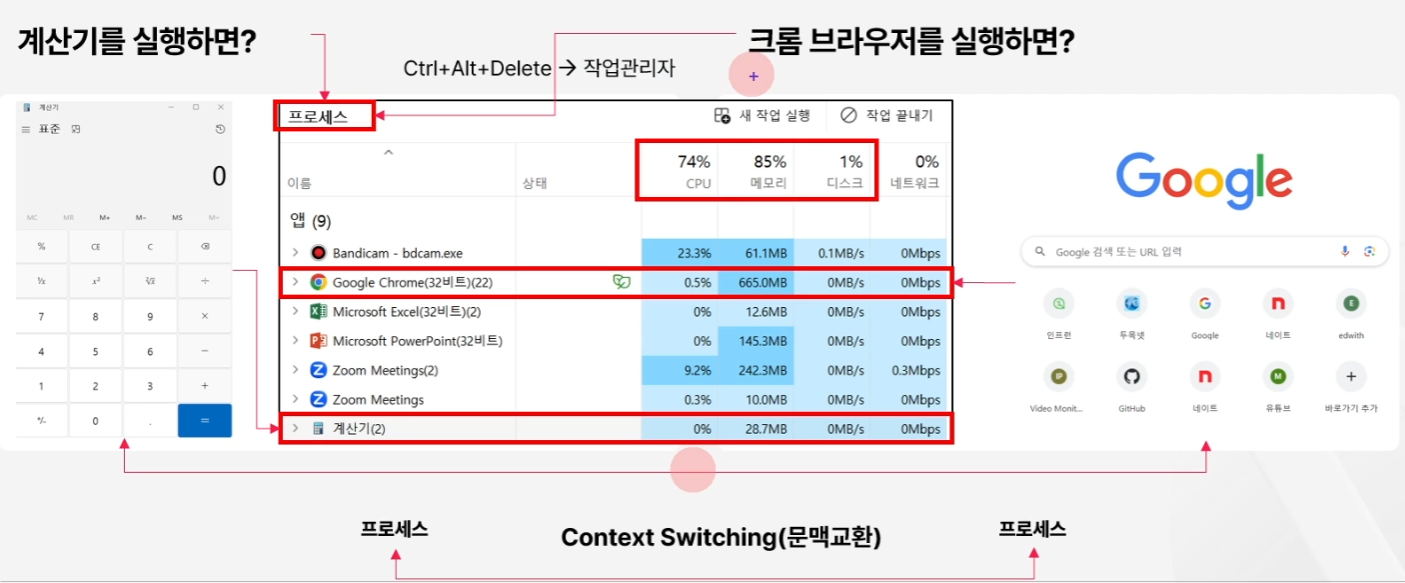 계산기를 실행하면?
크롬 브라우저를 실행하면?
Ctrl+Alt+Delete → 작업관리자
계산기
표준
0
MC MR M+ M- MS M~
% CE C
¹/x x² ²√x ÷
7 8 9 ×
4 5 6 −
1 2 3 +
+/- 0 . =
프로세스
새 작업 실행
작업 끝내기
74% 85% 1% 0%
이름 상태 CPU 메모리 디스크 네트워크
앱 (9)
Bandicam - bdcam.exe 23.3% 61.1MB 0.1MB/s 0Mbps
Google Chrome(32비트)(22) 0.5% 665.0MB 0MB/s 0Mbps
Microsoft Excel(32비트)(2) 0% 12.6MB 0MB/s 0Mbps
Microsoft PowerPoint(32비트) 0% 145.3MB 0MB/s 0Mbps
Zoom Meetings(2) 9.2% 242.3MB 0MB/s 0.3Mbps
Zoom Meetings 0.3% 10.0MB 0MB/s 0Mbps
계산기(2) 0% 28.7MB 0MB/s 0Mbps
Google
Google 검색 또는 URL 입력
인프런 두목넷 Google 네이트 edwith
Video Monit... GitHub 네이트 유튜브 바로가기 추가
프로세스
Context Switching(문맥교환)
프로세스